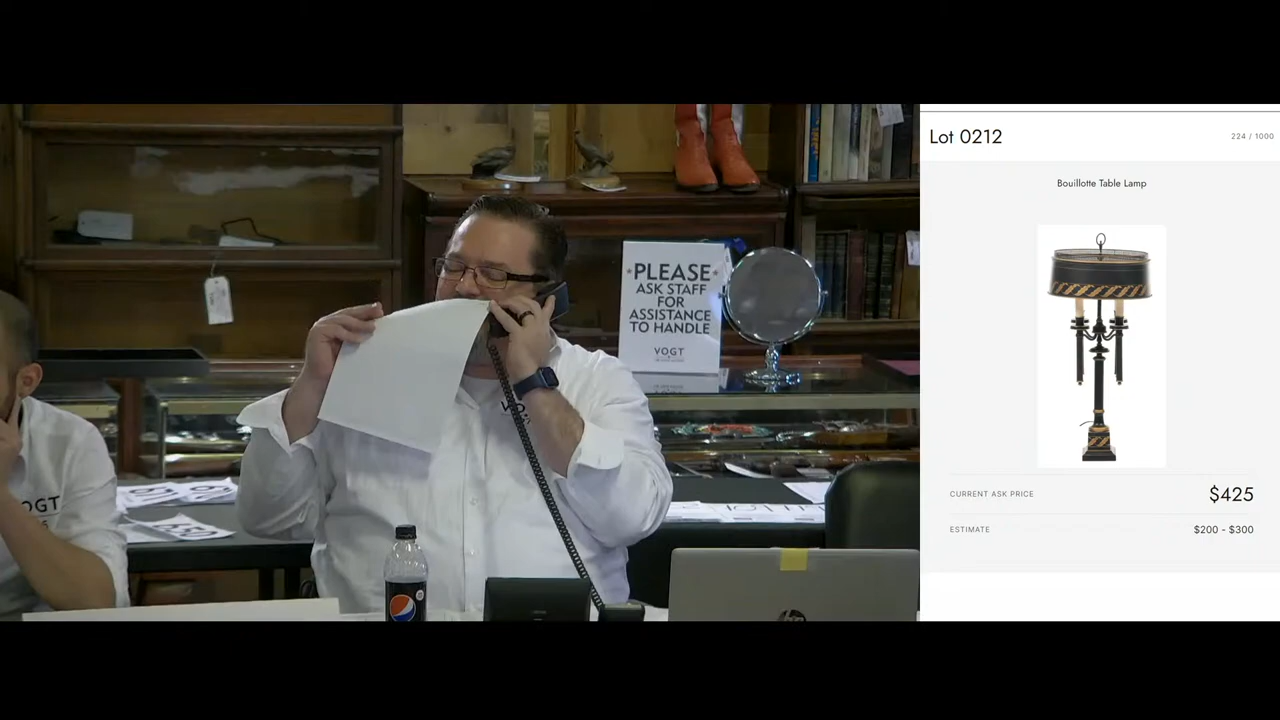 Lot 0212
224 / 1000
Bouillotte Table Lamp
CURRENT ASK PRICE
$425
ESTIMATE
$200 - $300
PLEASE
ASK STAFF
FOR
ASSISTANCE
TO HANDLE
VOGT
hp